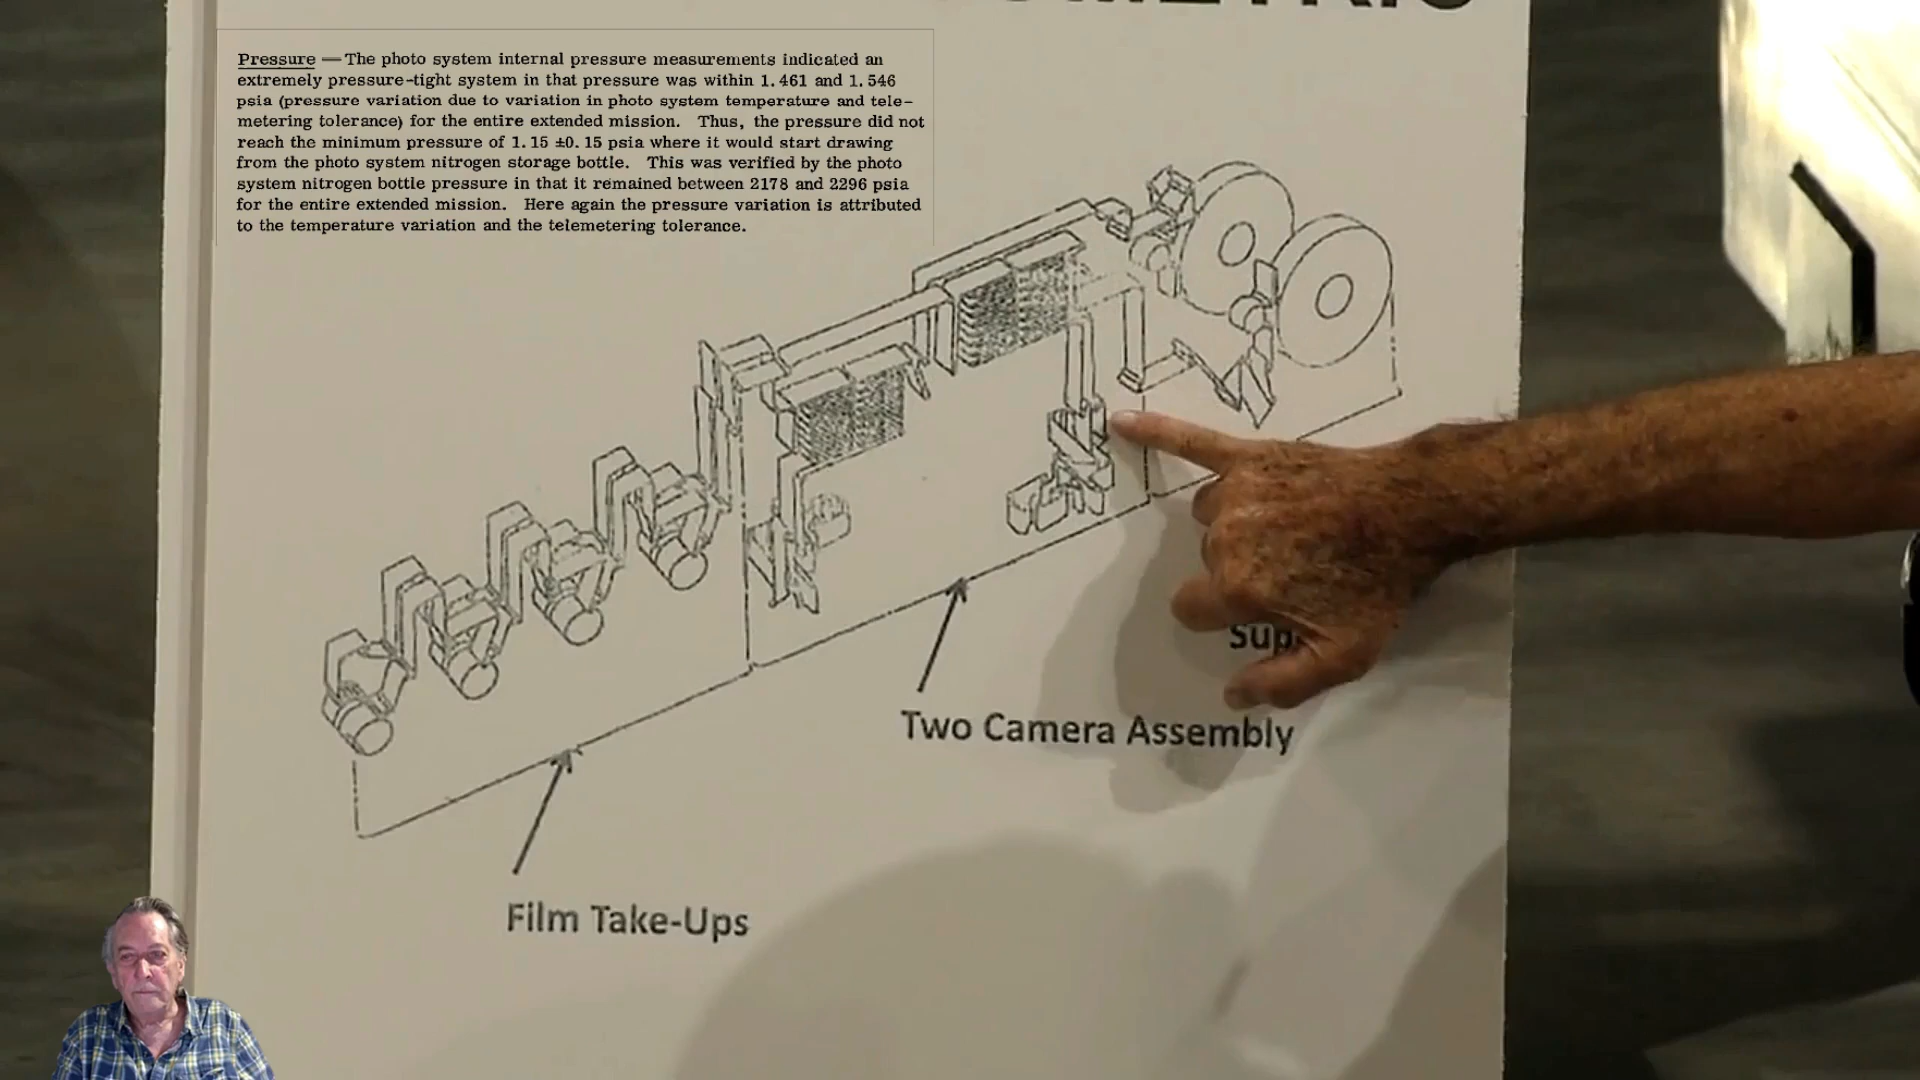 Pressure — The photo system internal pressure measurements indicated an
extremely pressure-tight system in that pressure was within 1.461 and 1.546
psia (pressure variation due to variation in photo system temperature and tele-
metering tolerance) for the entire extended mission. Thus, the pressure did not
reach the minimum pressure of 1.15 ±0.15 psia where it would start drawing
from the photo system nitrogen storage bottle. This was verified by the photo
system nitrogen bottle pressure in that it remained between 2178 and 2296 psia
for the entire extended mission. Here again the pressure variation is attributed
to the temperature variation and the telemetering tolerance.
Sup
Two Camera Assembly
Film Take-Ups